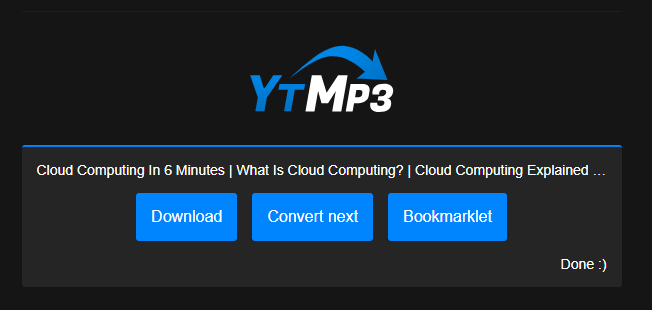 YTMP3
Cloud Computing In 6 Minutes | What Is Cloud Computing? | Cloud Computing Explained ...
Download
Convert next
Bookmarklet
Done :)